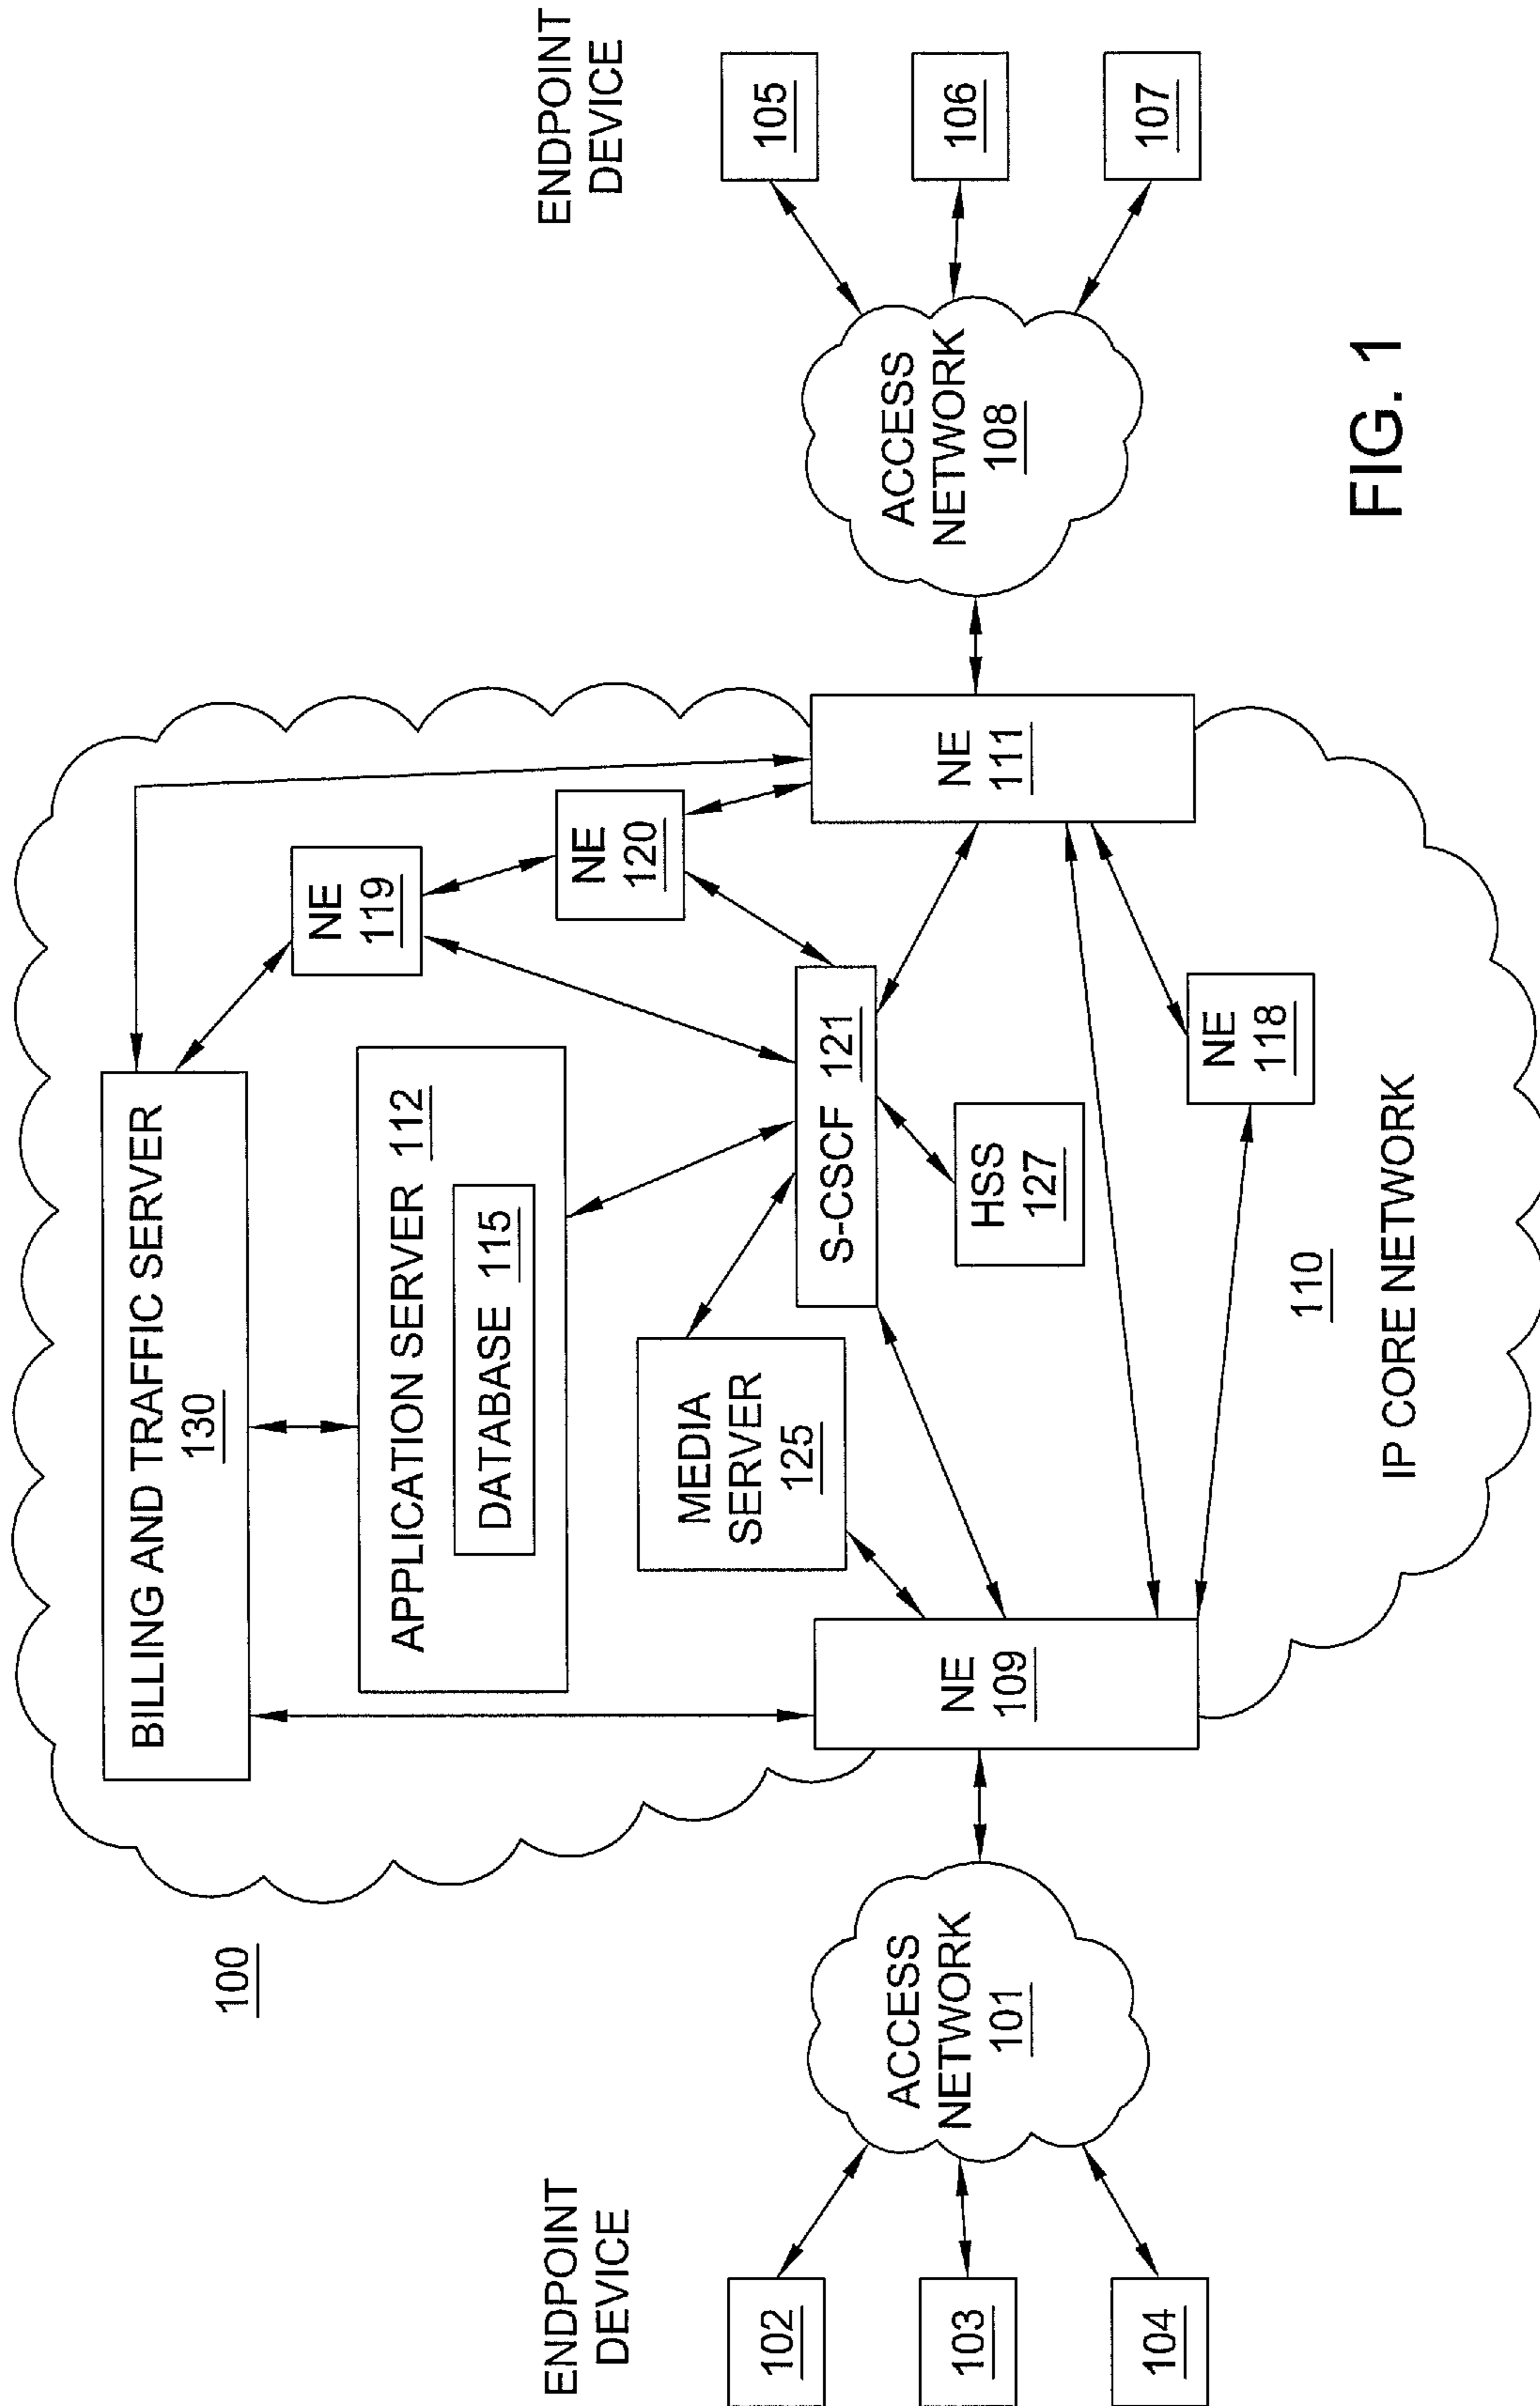 100
BILLING AND TRAFFIC SERVER
130
APPLICATION SERVER 112
DATABASE 115
NE
119
NE
120
MEDIA
SERVER
125
S-CSCF 121
HSS
127
NE
109
NE
111
NE
118
110
IP CORE NETWORK
ENDPOINT
DEVICE
102
103
104
ACCESS
NETWORK
101
ACCESS
NETWORK
108
ENDPOINT
DEVICE
105
106
107
FIG. 1